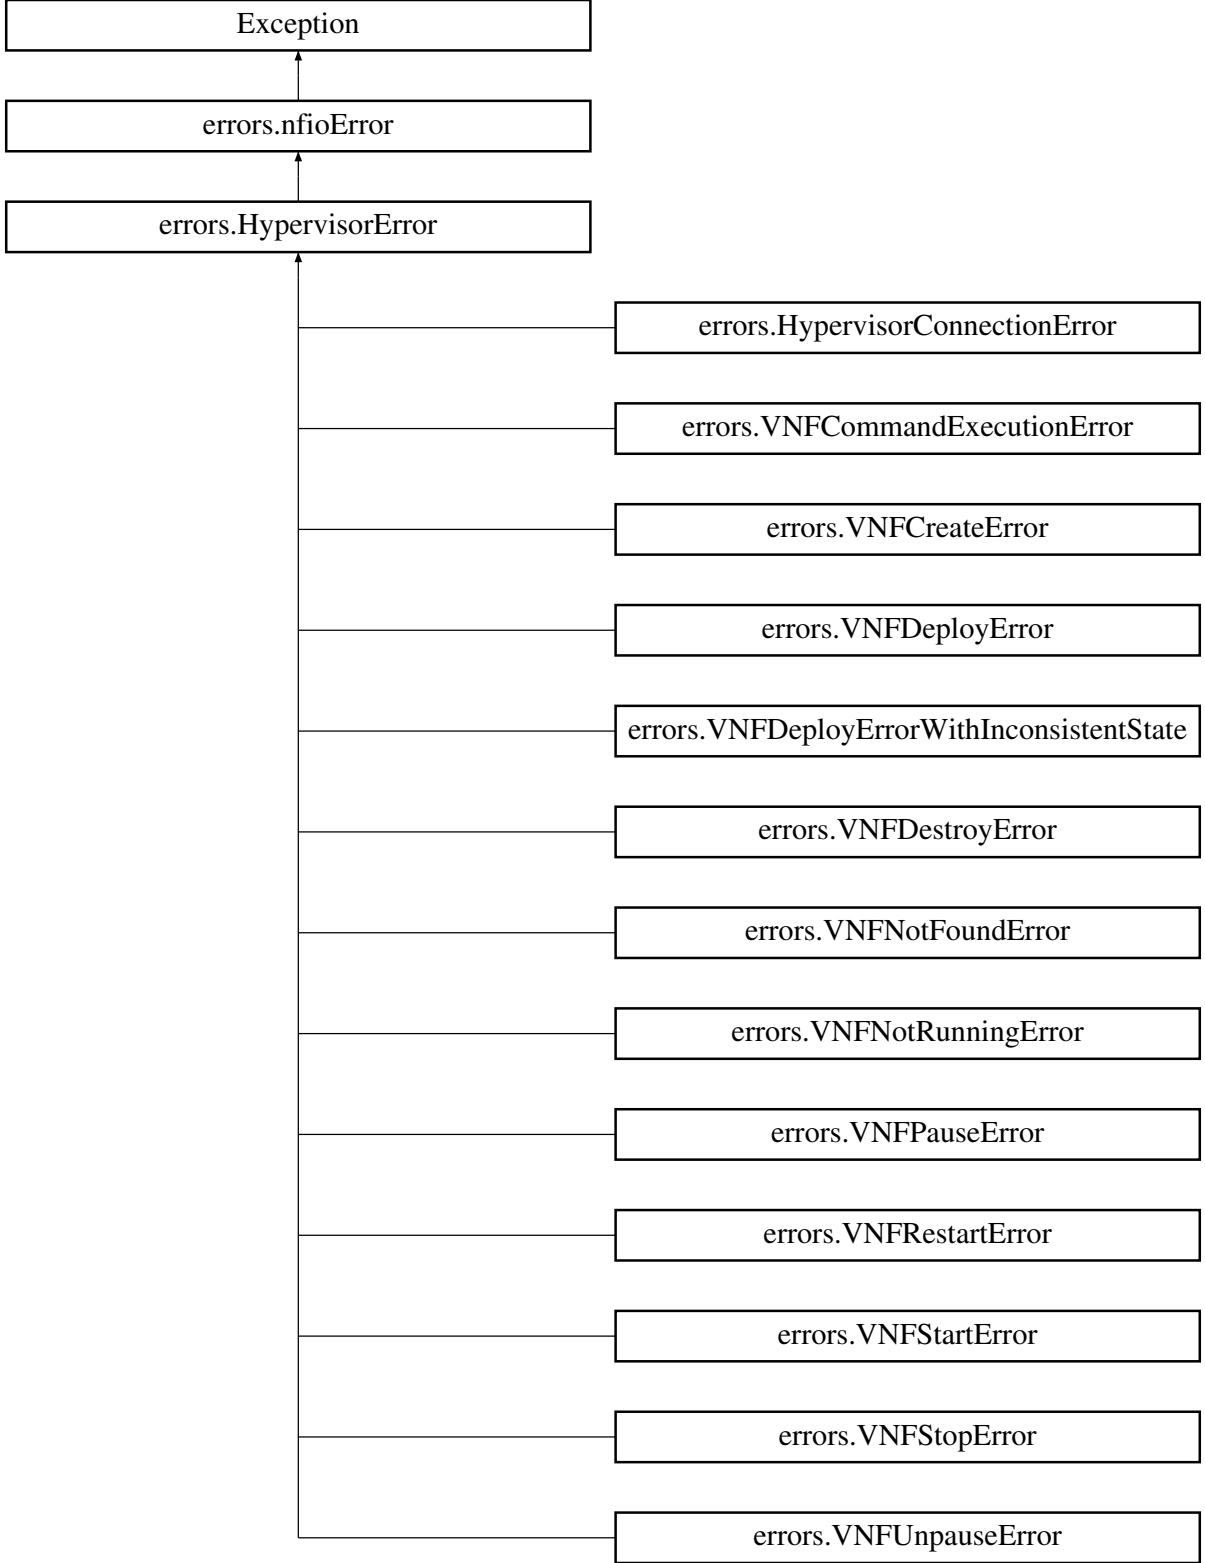 Exception
errors.nfioError
errors.HypervisorError
errors.HypervisorConnectionError
errors.VNFCommandExecutionError
errors.VNFCreateError
errors.VNFDeployError
errors.VNFDeployErrorWithInconsistentState
errors.VNFDestroyError
errors.VNFNotFoundError
errors.VNFNotRunningError
errors.VNFPauseError
errors.VNFRestartError
errors.VNFStartError
errors.VNFStopError
errors.VNFUnpauseError